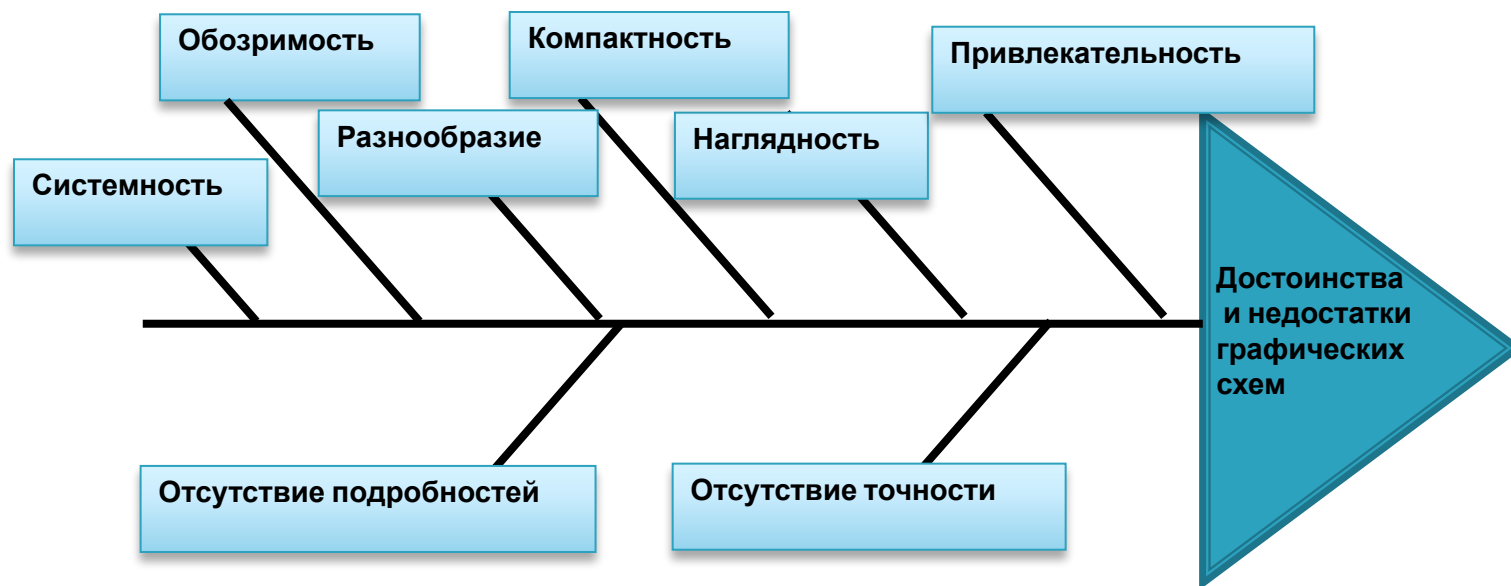 Обозримость
Компактность
Привлекательность
Разнообразие
Наглядность
Системность
Достоинства
и недостатки
графических
схем
Отсутствие подробностей
Отсутствие точности